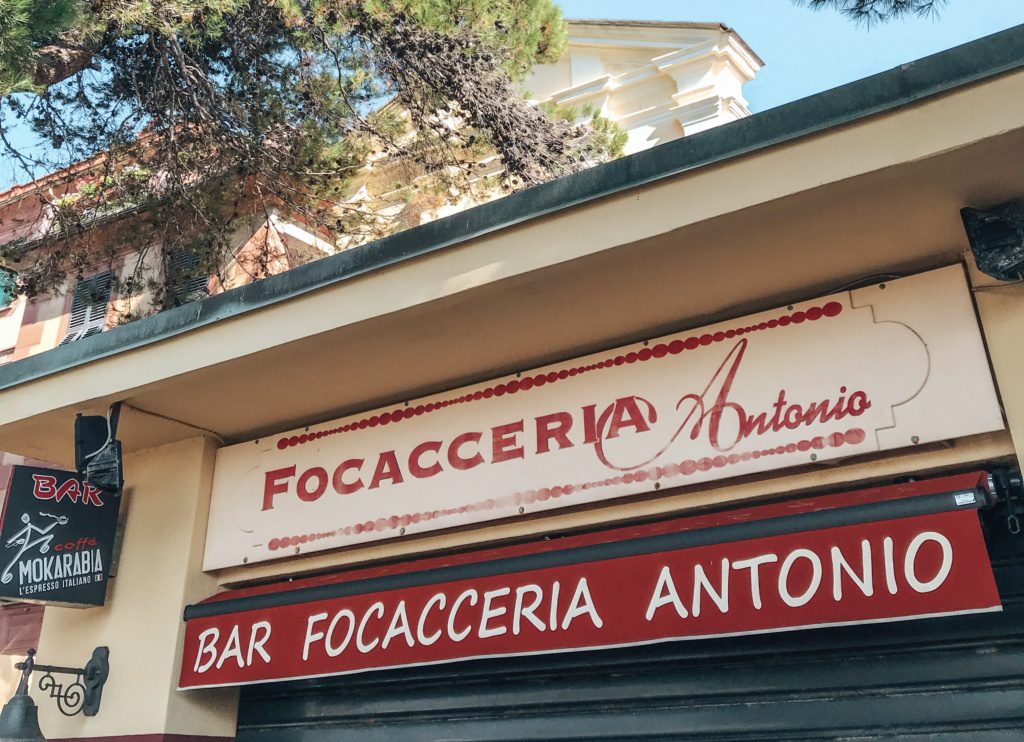 FOCACCERIA Antonio
BAR FOCACCERIA ANTONIO
BAR
caffè
MOKARABIA
L'ESPRESSO ITALIANO